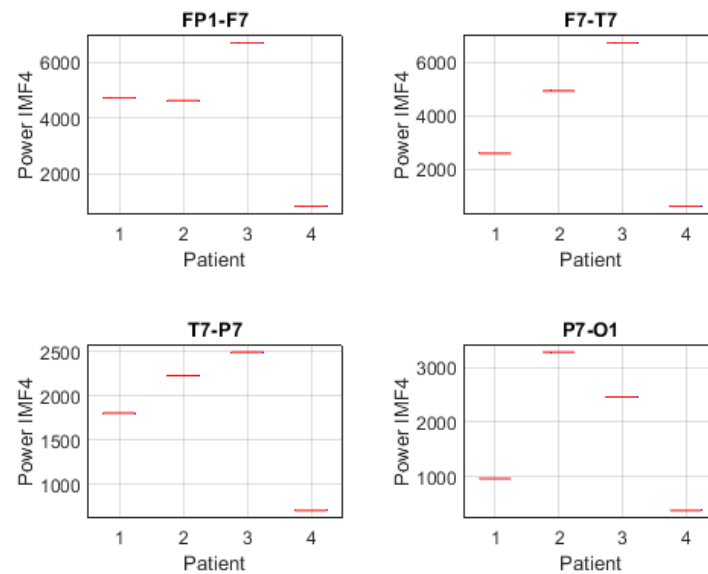 FP1-F7
Power IMF4
6000
4000
2000
1 2 3 4
Patient
F7-T7
Power IMF4
6000
4000
2000
1 2 3 4
Patient
T7-P7
Power IMF4
2500
2000
1500
1000
1 2 3 4
Patient
P7-O1
Power IMF4
3000
2000
1000
1 2 3 4
Patient